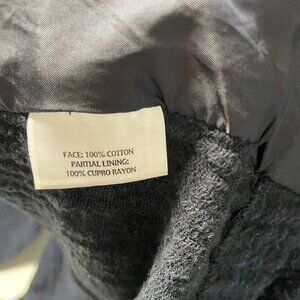 FACE: 100% COTTON
PARTIAL LINING:
100% CUPRO RAYON